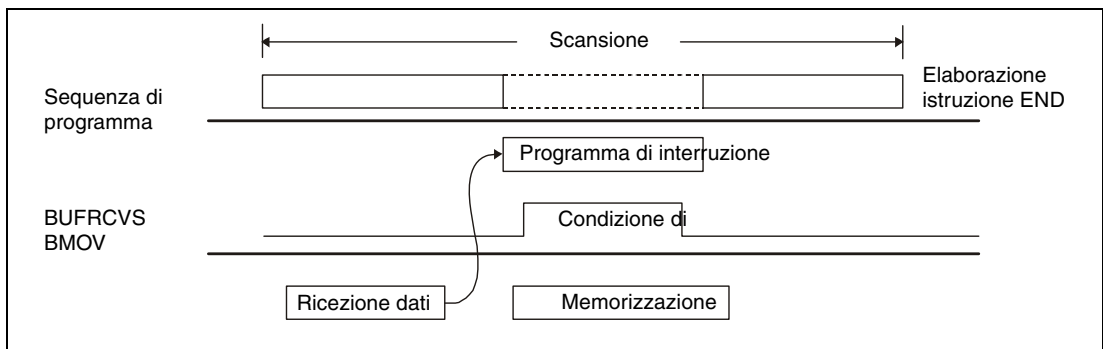 Scansione
Sequenza di
programma
Elaborazione
istruzione END
Programma di interruzione
BUFRCVS
BMOV
Condizione di
Ricezione dati
Memorizzazione